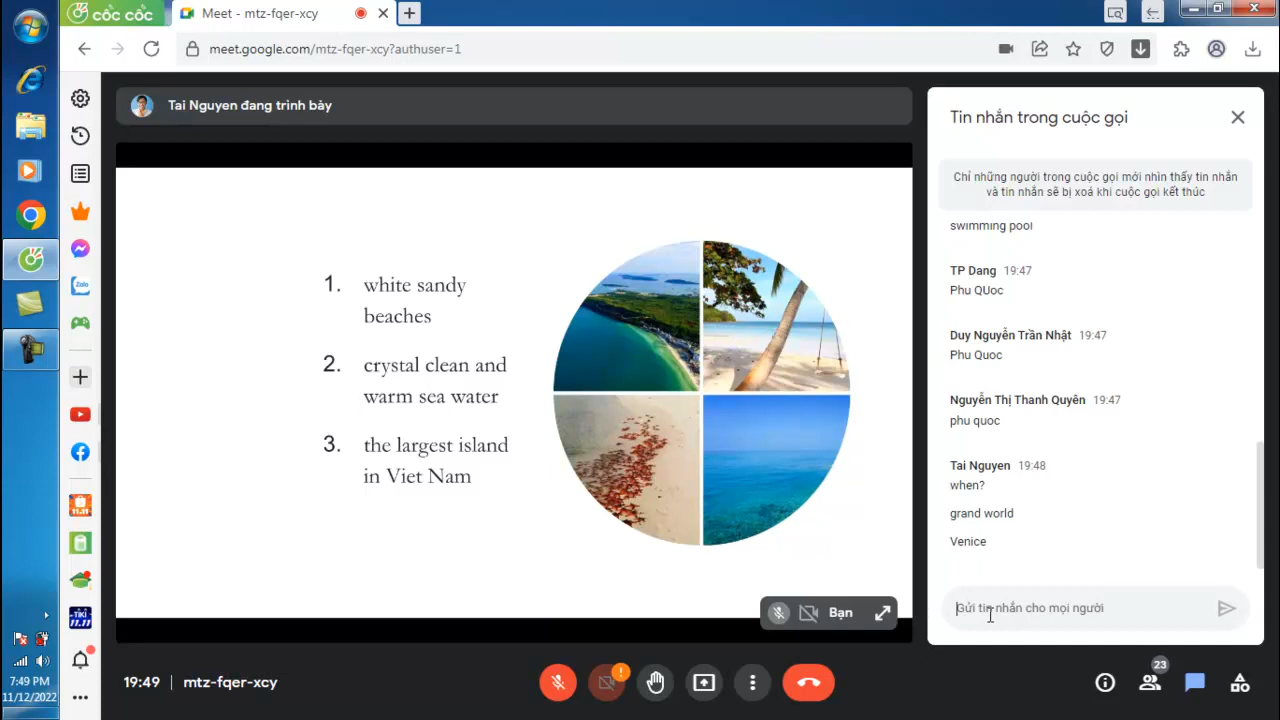 cốc cốc
Meet - mtz-fqer-xcy
meet.google.com/mtz-fqer-xcy?authuser=1
Tai Nguyen đang trình bày
1. white sandy
beaches
2. crystal clean and
warm sea water
3. the largest island
in Viet Nam
Bạn
Tin nhắn trong cuộc gọi
Chỉ những người trong cuộc gọi mới nhìn thấy tin nhắn
và tin nhắn sẽ bị xoá khi cuộc gọi kết thúc
swimming pool
TP Dang 19:47
Phu QUoc
Duy Nguyễn Trần Nhật 19:47
Phu Quoc
Nguyễn Thị Thanh Quyên 19:47
phu quoc
Tai Nguyen 19:48
when?
grand world
Venice
Gửi tin nhắn cho mọi người
Zalo
11.11
TIKI
11.11
19:49 | mtz-fqer-xcy
23
7:49 PM
11/12/2022